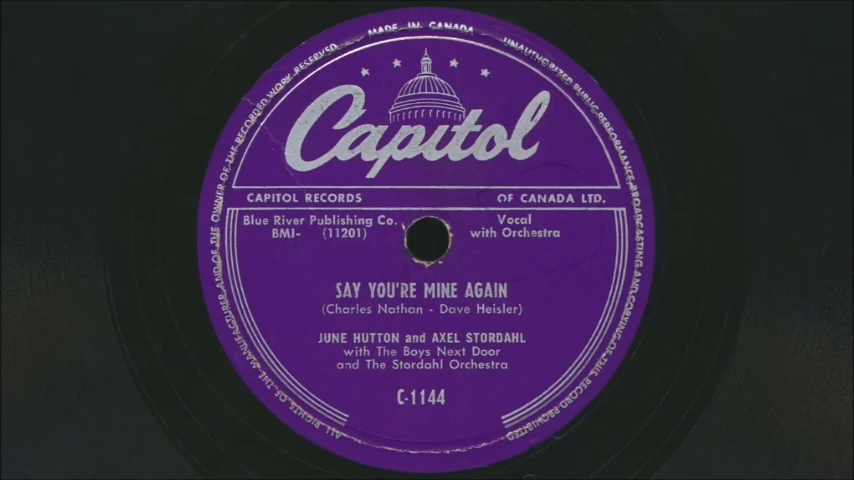 MADE IN CANADA
UNAUTHORIZED PUBLIC PERFORMANCE, BROADCASTING AND COPYING OF THIS RECORD PROHIBITED
ALL RIGHTS OF THE MANUFACTURER AND OF THE OWNER OF THE RECORDED WORK RESERVED
Capitol
CAPITOL RECORDS OF CANADA LTD.
Blue River Publishing Co. Vocal
BMI- (11201) with Orchestra
SAY YOU'RE MINE AGAIN
(Charles Nathan - Dave Heisler)
JUNE HUTTON and AXEL STORDAHL
with The Boys Next Door
and The Stordahl Orchestra
C-1144